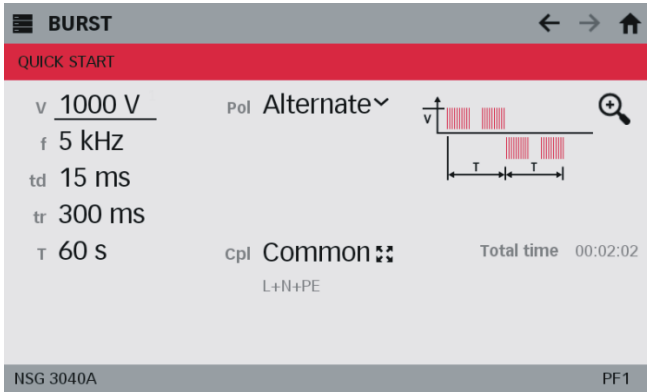 BURST
QUICK START
V 1000 V
Pol Alternate
f 5 kHz
td 15 ms
tr 300 ms
T 60 s
V
T T
Cpl Common
L+N+PE
Total time 00:02:02
NSG 3040A
PF1